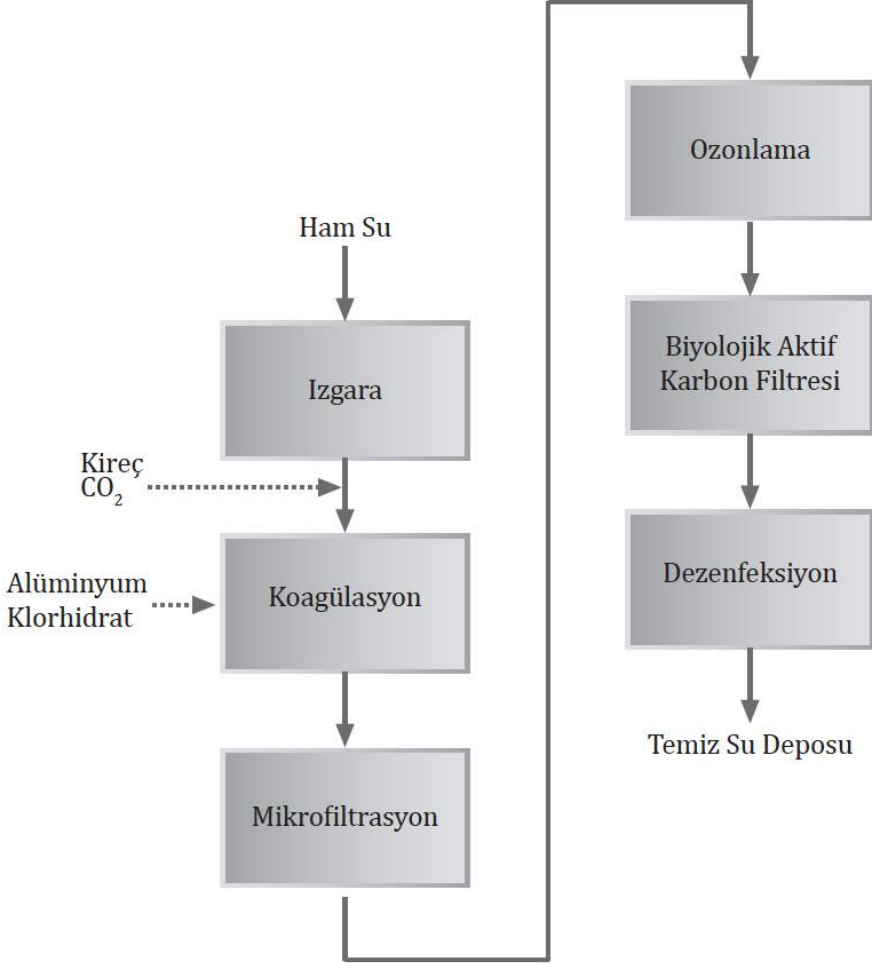 Ham Su
Izgara
Kireç
CO₂
Alüminyum
Klorhidrat
Koagülasyon
Mikrofiltrasyon
Ozonlama
Biyolojik Aktif
Karbon Filtresi
Dezenfeksiyon
Temiz Su Deposu